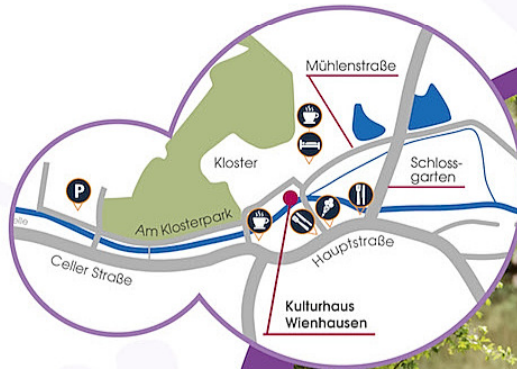 Mühlenstraße
Kloster
Schloss-
garten
P
Am Klosterpark
Hauptstraße
Celler Straße
Kulturhaus
Wienhausen